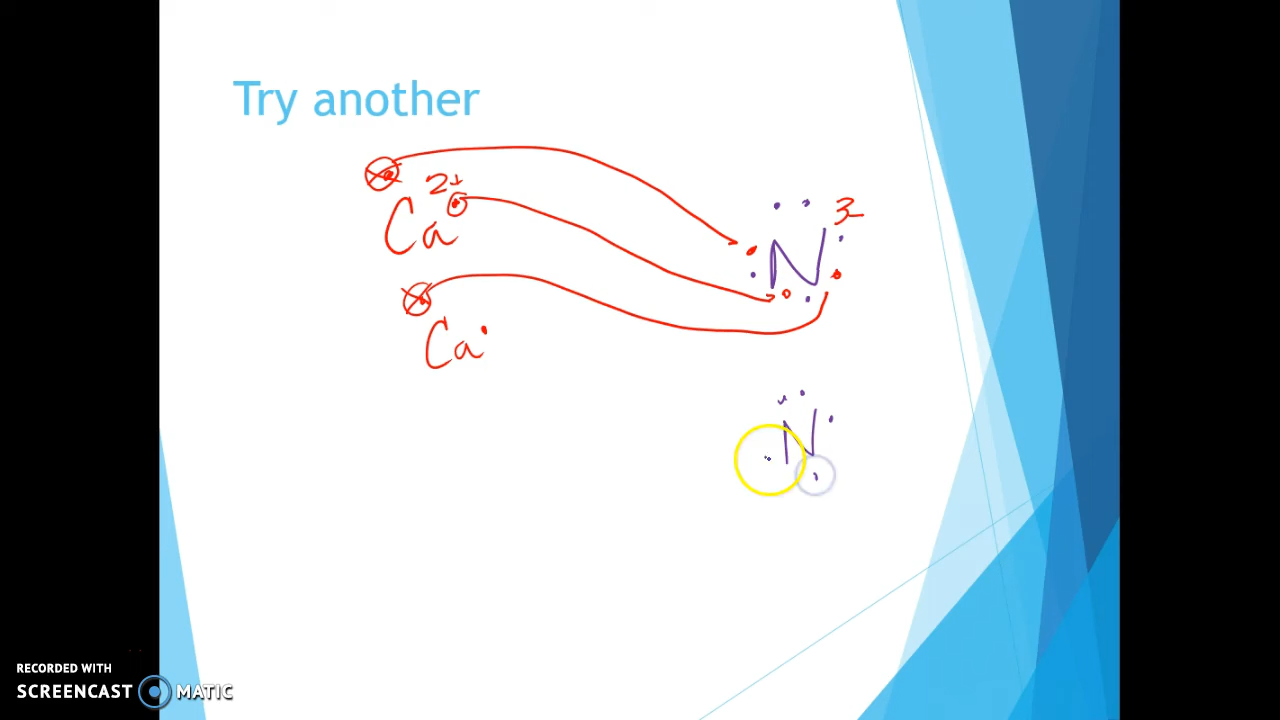 Try another
Ca 2+
N 3-
Ca
N
RECORDED WITH
SCREENCAST MATIC